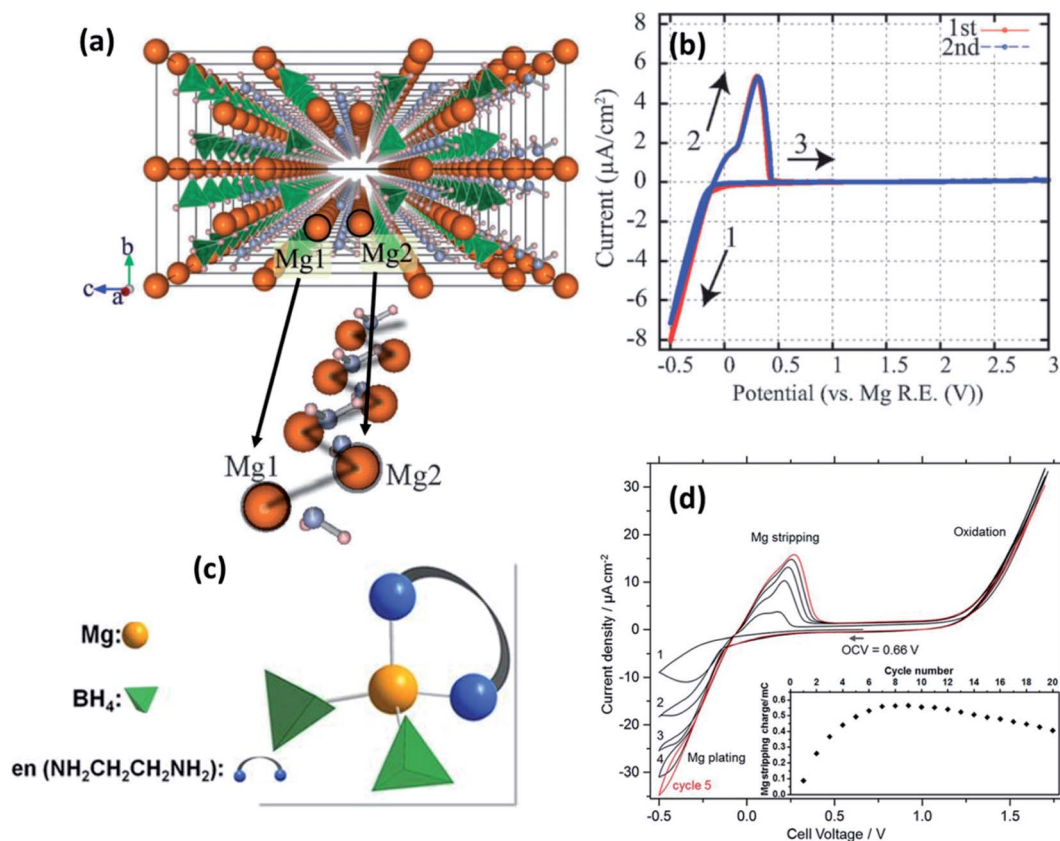 (a)
b
c
a
Mg1
Mg2
Mg1
Mg2
(b)
1st
2nd
8
6
4
2
0
-2
-4
-6
-8
Current (µA/cm²)
2
3
1
-0.5 0 0.5 1 1.5 2 2.5 3
Potential (vs. Mg R.E. (V))
(c)
Mg:
BH₄:
en (NH₂CH₂CH₂NH₂):
(d)
30
20
10
0
-10
-20
-30
Current density / µA cm⁻²
Mg stripping
Oxidation
OCV = 0.66 V
1
2
3
4
Mg plating
cycle 5
Cycle number
0 2 4 6 8 10 12 14 16 18 20
0.6
0.5
0.4
0.3
0.2
0.1
0.0
Mg stripping charge/mC
-0.5 0.0 0.5 1.0 1.5
Cell Voltage / V